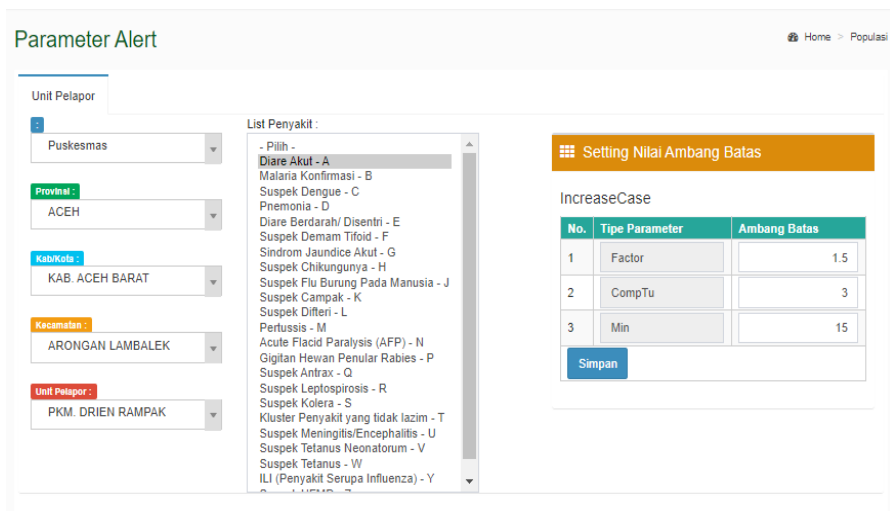 Parameter Alert
Home > Populasi
Unit Pelapor
:
Puskesmas
Provinsi :
ACEH
Kab/Kota :
KAB. ACEH BARAT
Kecamatan :
ARONGAN LAMBALEK
Unit Pelapor :
PKM. DRIEN RAMPAK
List Penyakit :
- Pilih -
Diare Akut - A
Malaria Konfirmasi - B
Suspek Dengue - C
Pnemonia - D
Diare Berdarah/ Disentri - E
Suspek Demam Tifoid - F
Sindrom Jaundice Akut - G
Suspek Chikungunya - H
Suspek Flu Burung Pada Manusia - J
Suspek Campak - K
Suspek Difteri - L
Pertussis - M
Acute Flacid Paralysis (AFP) - N
Gigitan Hewan Penular Rabies - P
Suspek Antrax - Q
Suspek Leptospirosis - R
Suspek Kolera - S
Kluster Penyakit yang tidak lazim - T
Suspek Meningitis/Encephalitis - U
Suspek Tetanus Neonatorum - V
Suspek Tetanus - W
ILI (Penyakit Serupa Influenza) - Y
Setting Nilai Ambang Batas
IncreaseCase
No. Tipe Parameter Ambang Batas
1 Factor 1.5
2 CompTu 3
3 Min 15
Simpan